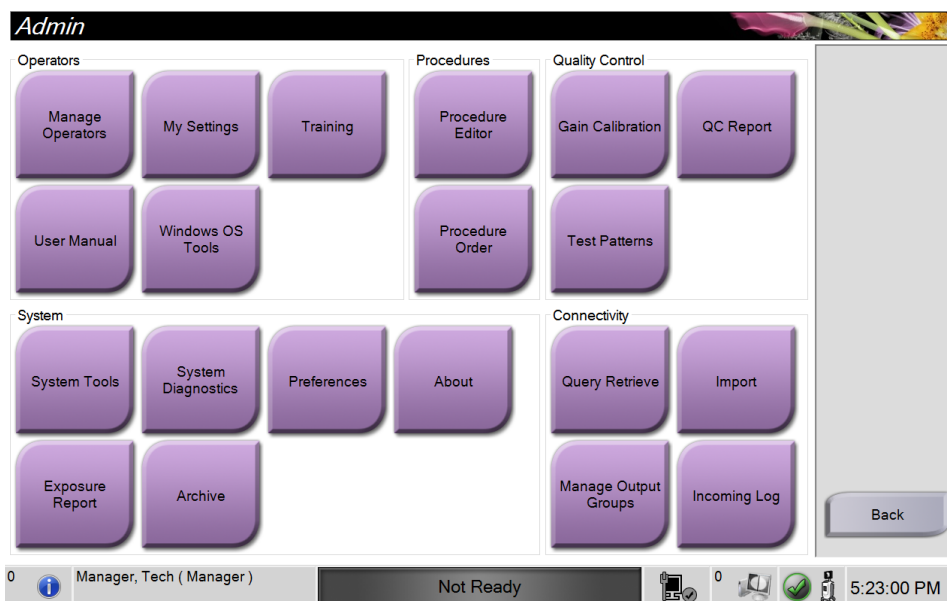 Admin
Operators
Manage
Operators
My Settings
Training
User Manual
Windows OS
Tools
Procedures
Procedure
Editor
Procedure
Order
Quality Control
Gain Calibration
QC Report
Test Patterns
System
System Tools
System
Diagnostics
Preferences
About
Exposure
Report
Archive
Connectivity
Query Retrieve
Import
Manage Output
Groups
Incoming Log
Back
0
Manager, Tech ( Manager )
Not Ready
0
5:23:00 PM